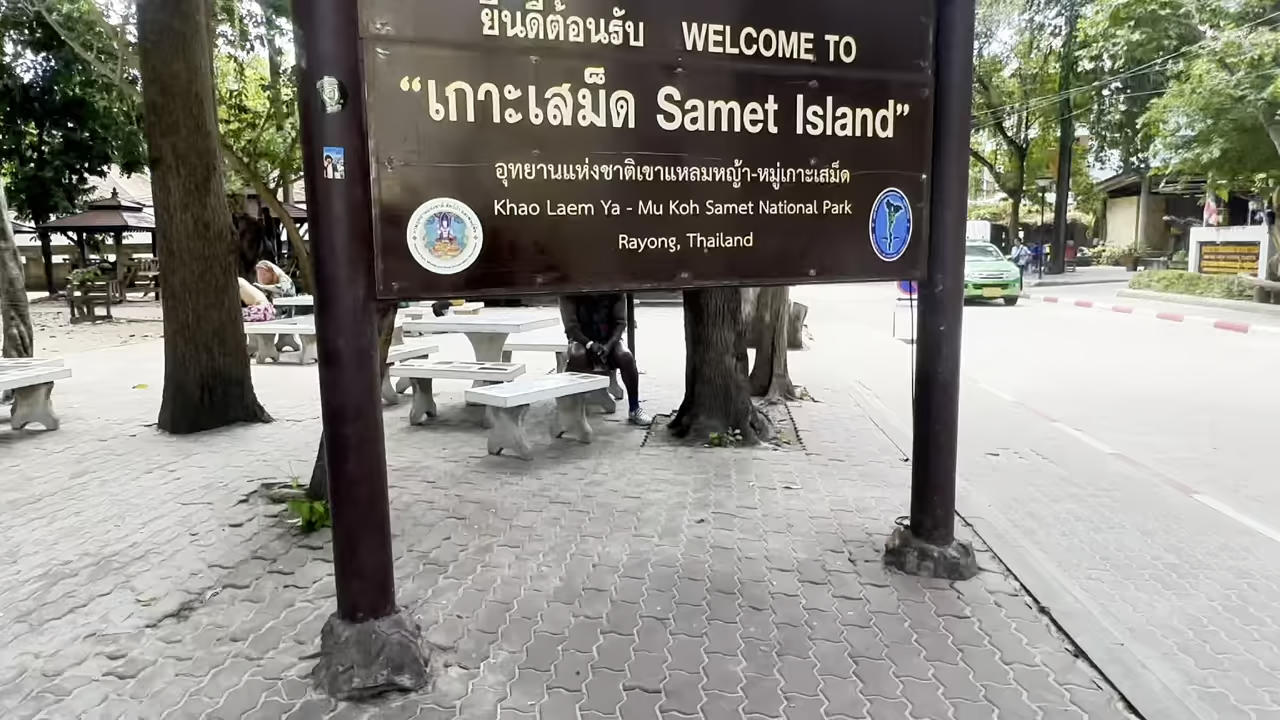 ยินดีต้อนรับ WELCOME TO
“เกาะเสม็ด Samet Island”
อุทยานแห่งชาติเขาแหลมหญ้า-หมู่เกาะเสม็ด
Khao Laem Ya - Mu Koh Samet National Park
Rayong, Thailand